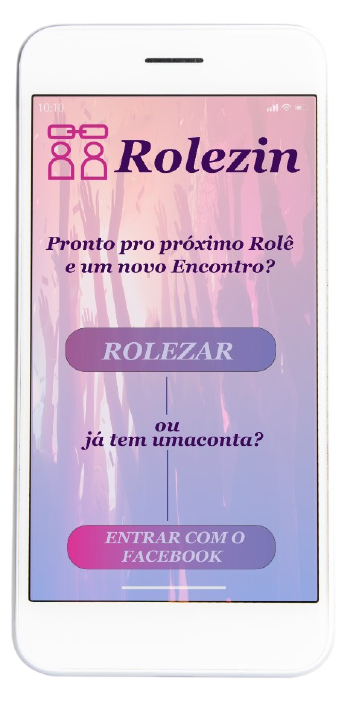 10:10
Rolezin
Pronto pro próximo Rolê
e um novo Encontro?
ROLEZAR
ou
já tem umaconta?
ENTRAR COM O
FACEBOOK